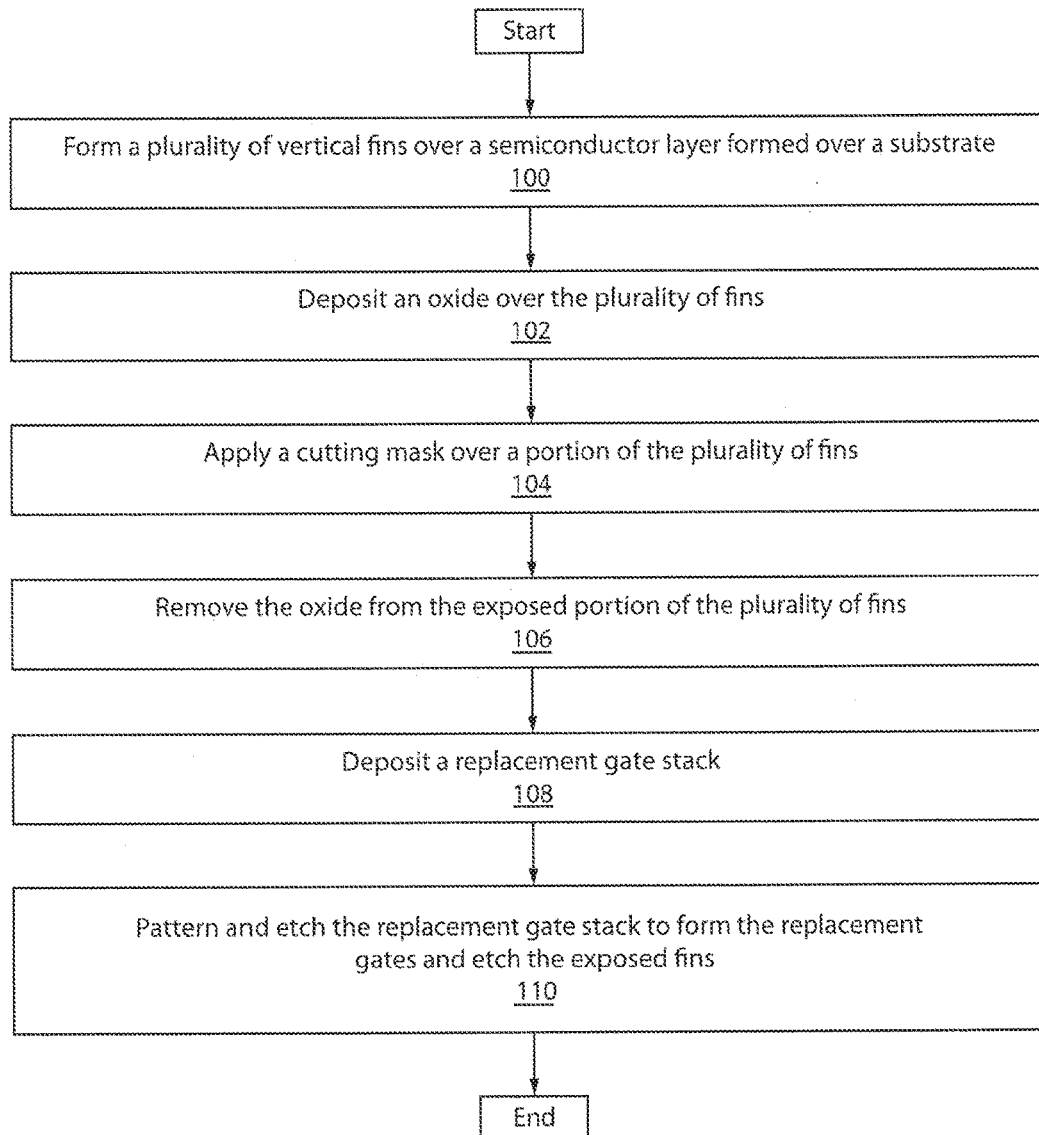 Start
Form a plurality of vertical fins over a semiconductor layer formed over a substrate
100
Deposit an oxide over the plurality of fins
102
Apply a cutting mask over a portion of the plurality of fins
104
Remove the oxide from the exposed portion of the plurality of fins
106
Deposit a replacement gate stack
108
Pattern and etch the replacement gate stack to form the replacement
gates and etch the exposed fins
110
End